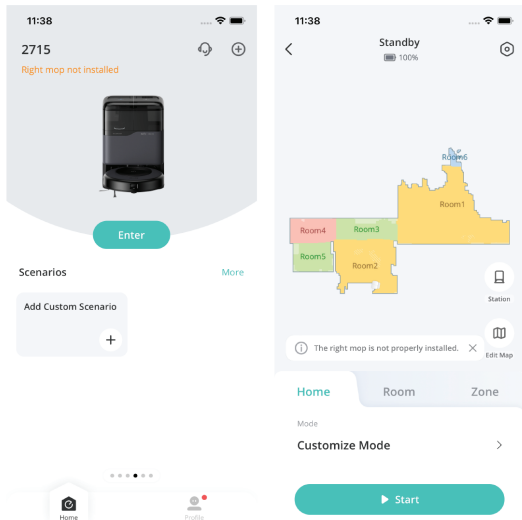 11:38
2715
Right mop not installed
Enter
Scenarios
More
Add Custom Scenario
Home
Profile
11:38
Standby
100%
Room6
Room1
Room4
Room3
Room5
Room2
Station
The right mop is not properly installed.
Edit Map
Home
Room
Zone
Mode
Customize Mode
Start